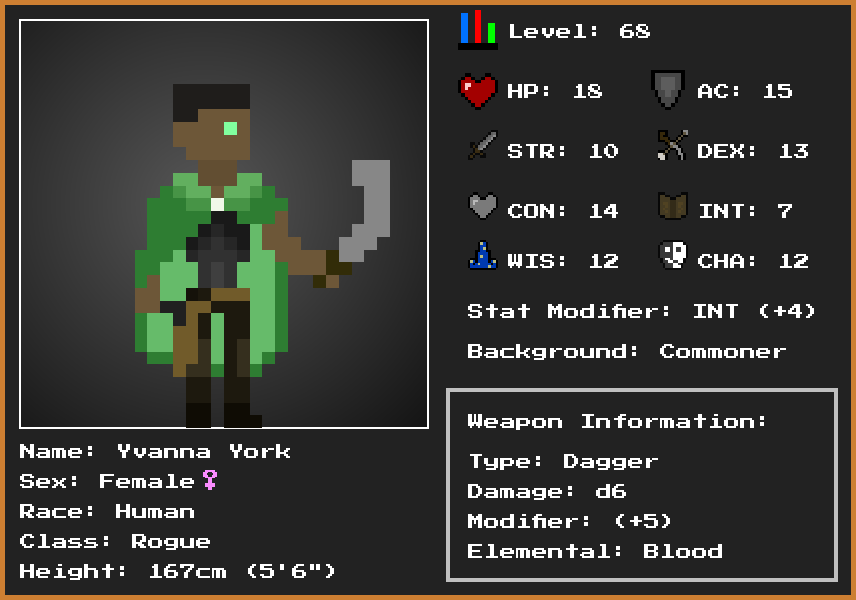 Level: 68
HP: 18
AC: 15
STR: 10
DEX: 13
CON: 14
INT: 7
WIS: 12
CHA: 12
Stat Modifier: INT (+4)
Background: Commoner
Weapon Information:
Type: Dagger
Damage: d6
Modifier: (+5)
Elemental: Blood
Name: Yvanna York
Sex: Female♀
Race: Human
Class: Rogue
Height: 167cm (5'6")